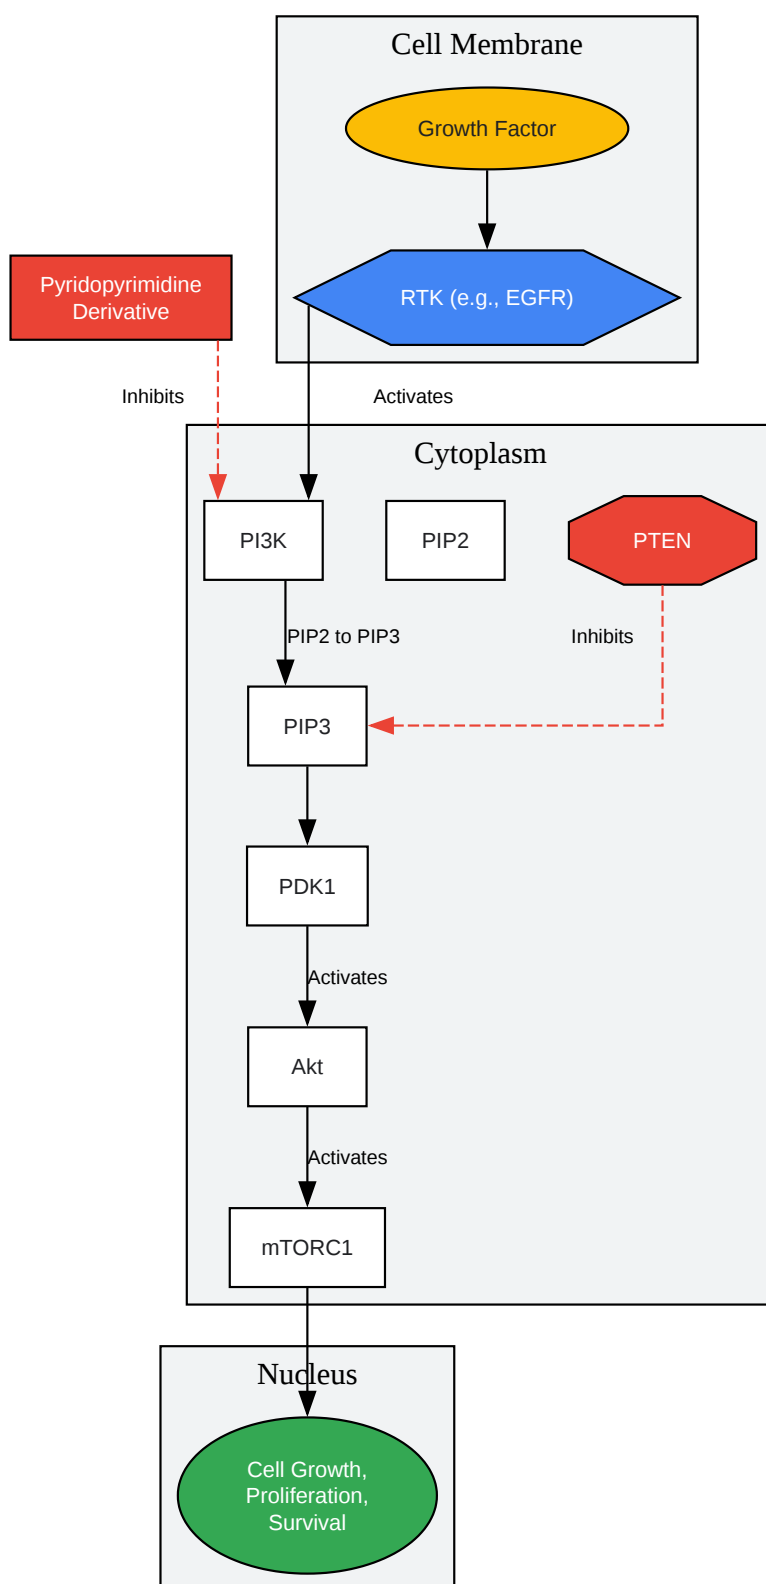 Cell Membrane
Growth Factor
RTK (e.g., EGFR)
Pyridopyrimidine
Derivative
Inhibits
Activates
Cytoplasm
PI3K
PIP2
PTEN
PIP2 to PIP3
Inhibits
PIP3
PDK1
Activates
Akt
Activates
mTORC1
Nucleus
Cell Growth,
Proliferation,
Survival